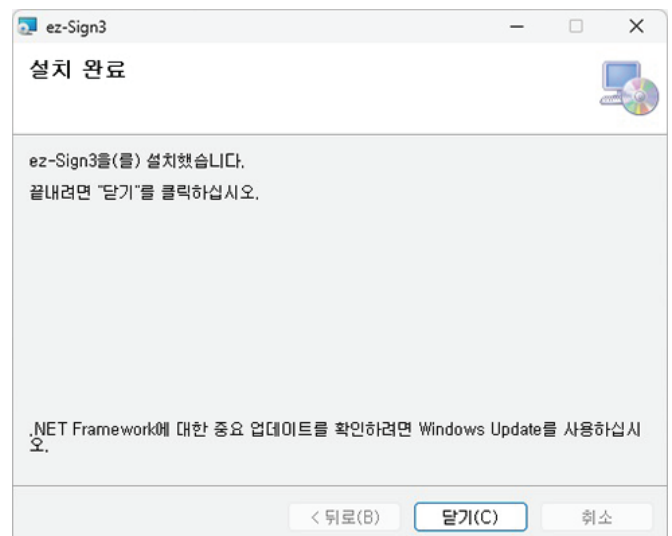 ez-Sign3
설치 완료
ez-Sign3을(를) 설치했습니다.
끝내려면 "닫기"를 클릭하십시오.
.NET Framework에 대한 중요 업데이트를 확인하려면 Windows Update를 사용하십시
오.
< 뒤로(B) 닫기(C) 취소